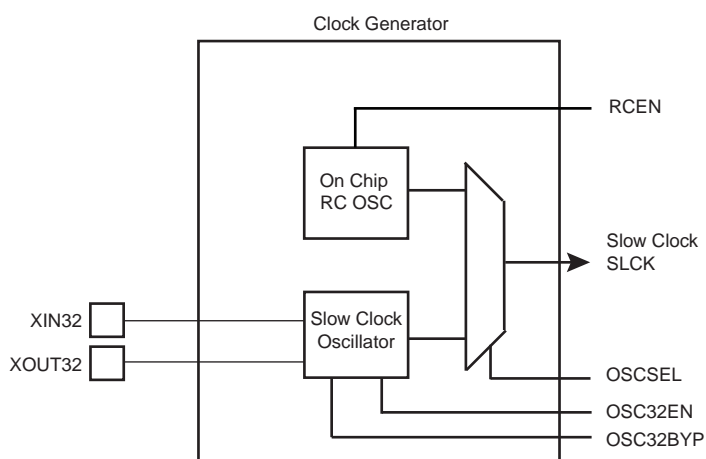 Clock Generator
RCEN
On Chip
RC OSC
Slow Clock
SLCK
XIN32
Slow Clock
Oscillator
XOUT32
OSCSEL
OSC32EN
OSC32BYP